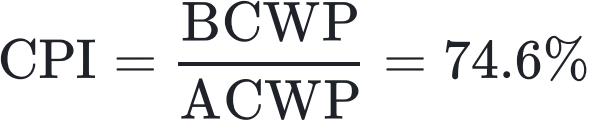 CPI = BCWP / ACWP = 74.6%